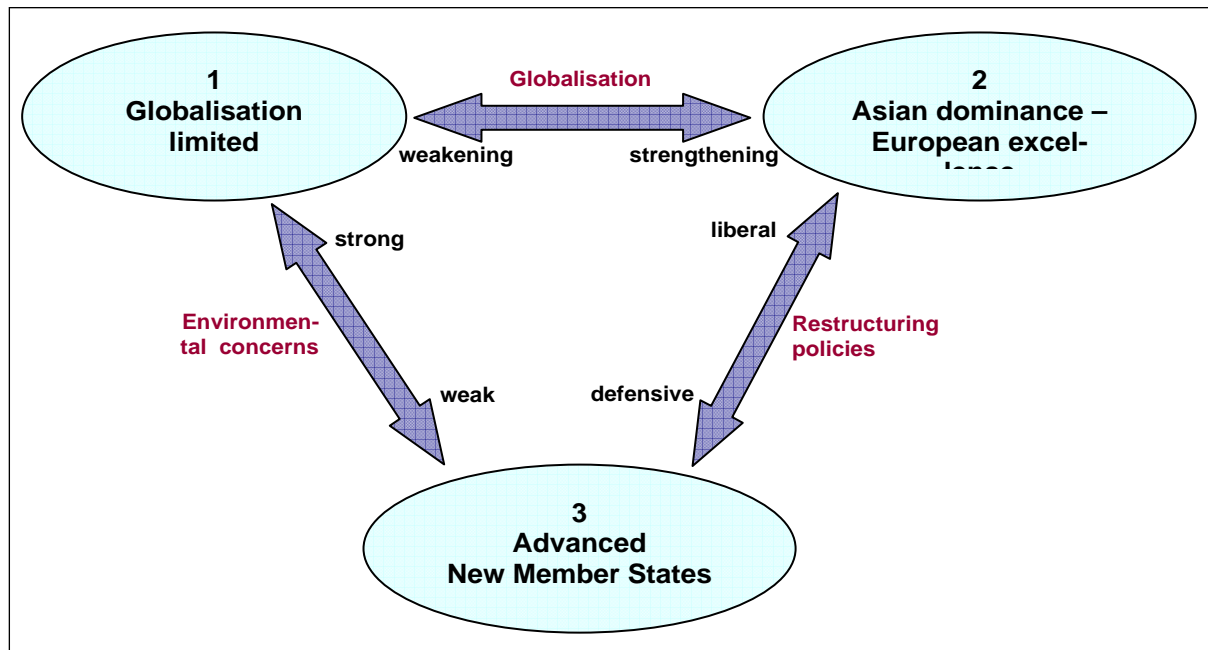 1
Globalisation
limited
Globalisation
weakening
strengthening
2
Asian dominance –
European excel-
strong
liberal
Environmen-
tal concerns
Restructuring
policies
weak
defensive
3
Advanced
New Member States